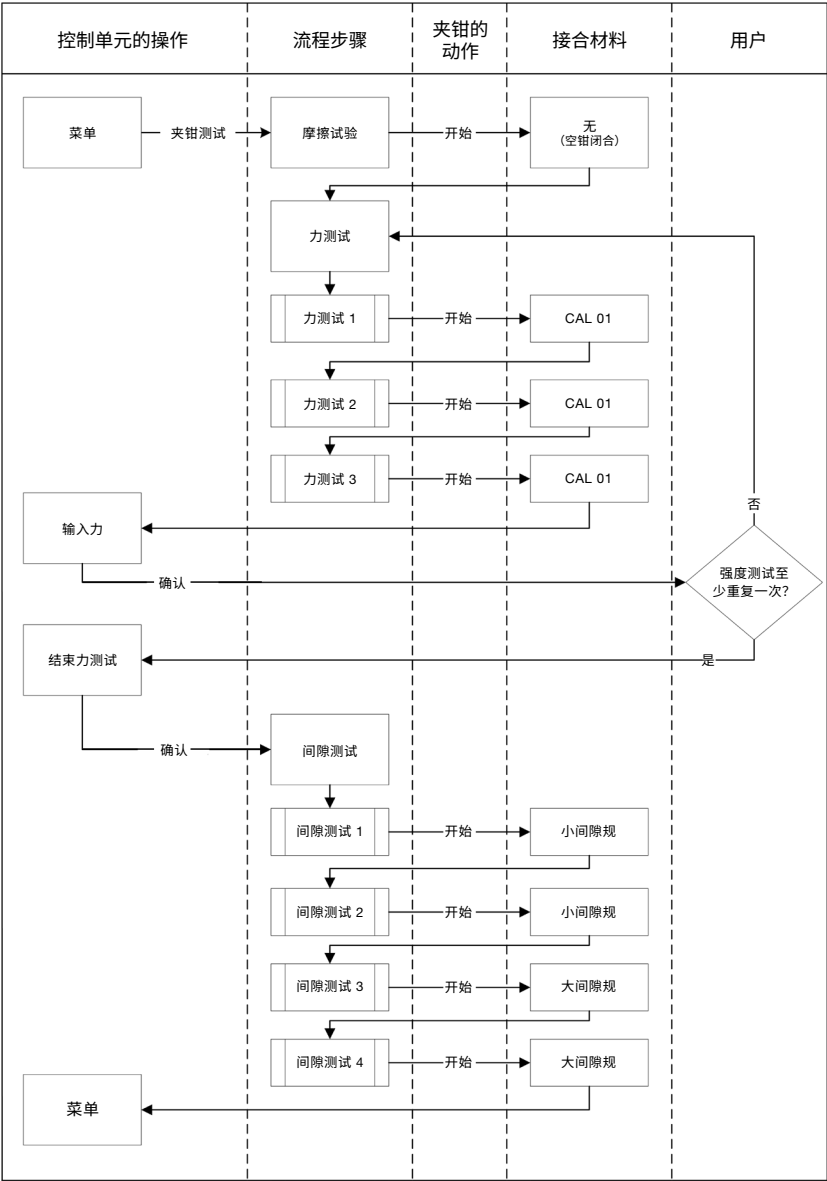 控制单元的操作
流程步骤
夹钳的
动作
接合材料
用户
菜单
夹钳测试
摩擦试验
开始
无
（空钳闭合）
力测试
力测试 1
开始
CAL 01
力测试 2
开始
CAL 01
力测试 3
开始
CAL 01
否
输入力
确认
强度测试至
少重复一次？
结束力测试
是
确认
间隙测试
间隙测试 1
开始
小间隙规
间隙测试 2
开始
小间隙规
间隙测试 3
开始
大间隙规
间隙测试 4
开始
大间隙规
菜单